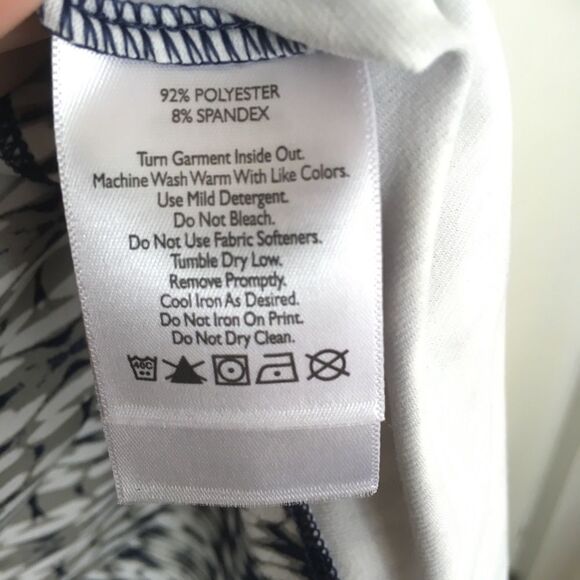 92% POLYESTER
8% SPANDEX
Turn Garment Inside Out.
Machine Wash Warm With Like Colors.
Use Mild Detergent.
Do Not Bleach.
Do Not Use Fabric Softeners.
Tumble Dry Low.
Remove Promptly.
Cool Iron As Desired.
Do Not Iron On Print.
Do Not Dry Clean.
40C